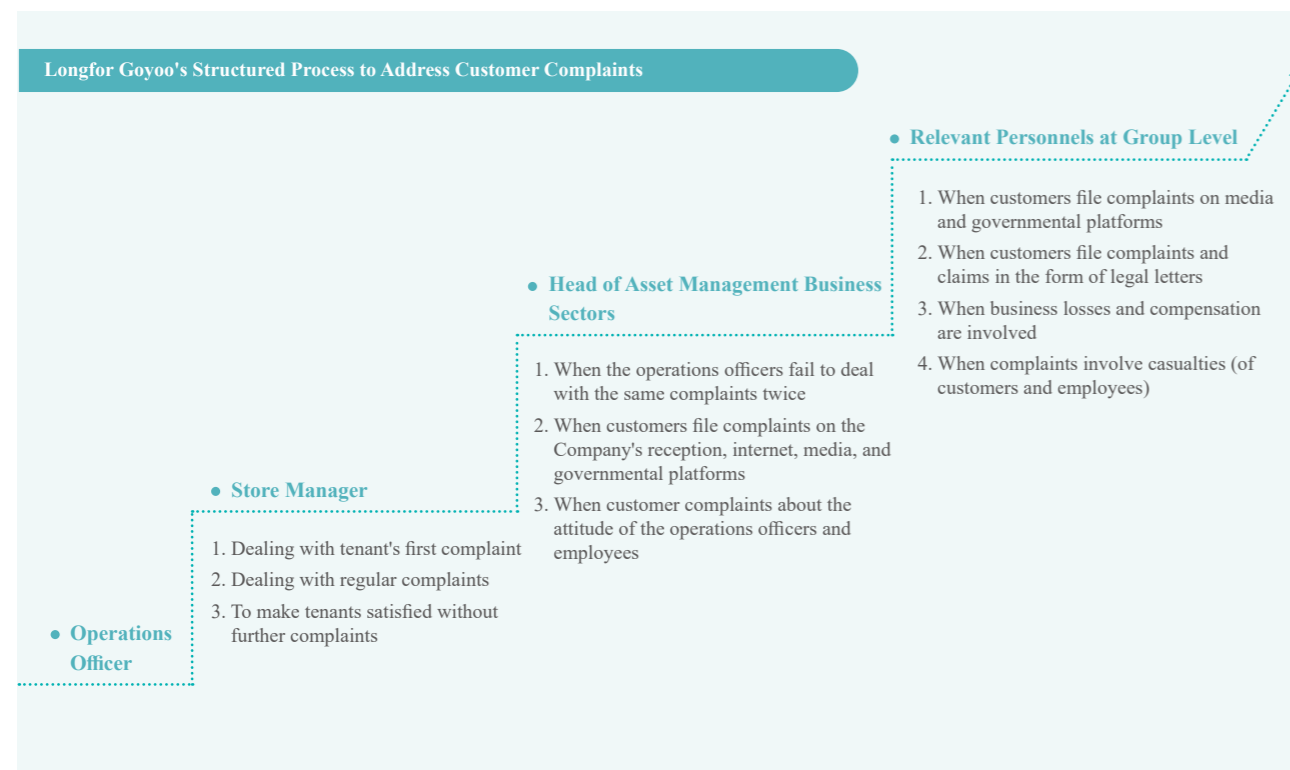 Longfor Goyoo's Structured Process to Address Customer Complaints
● Relevant Personnels at Group Level
1. When customers file complaints on media
and governmental platforms
2. When customers file complaints and
claims in the form of legal letters
3. When business losses and compensation
are involved
4. When complaints involve casualties (of
customers and employees)
● Head of Asset Management Business
Sectors
1. When the operations officers fail to deal
with the same complaints twice
2. When customers file complaints on the
Company's reception, internet, media, and
governmental platforms
3. When customer complaints about the
attitude of the operations officers and
employees
● Store Manager
1. Dealing with tenant's first complaint
2. Dealing with regular complaints
3. To make tenants satisfied without
further complaints
● Operations
Officer